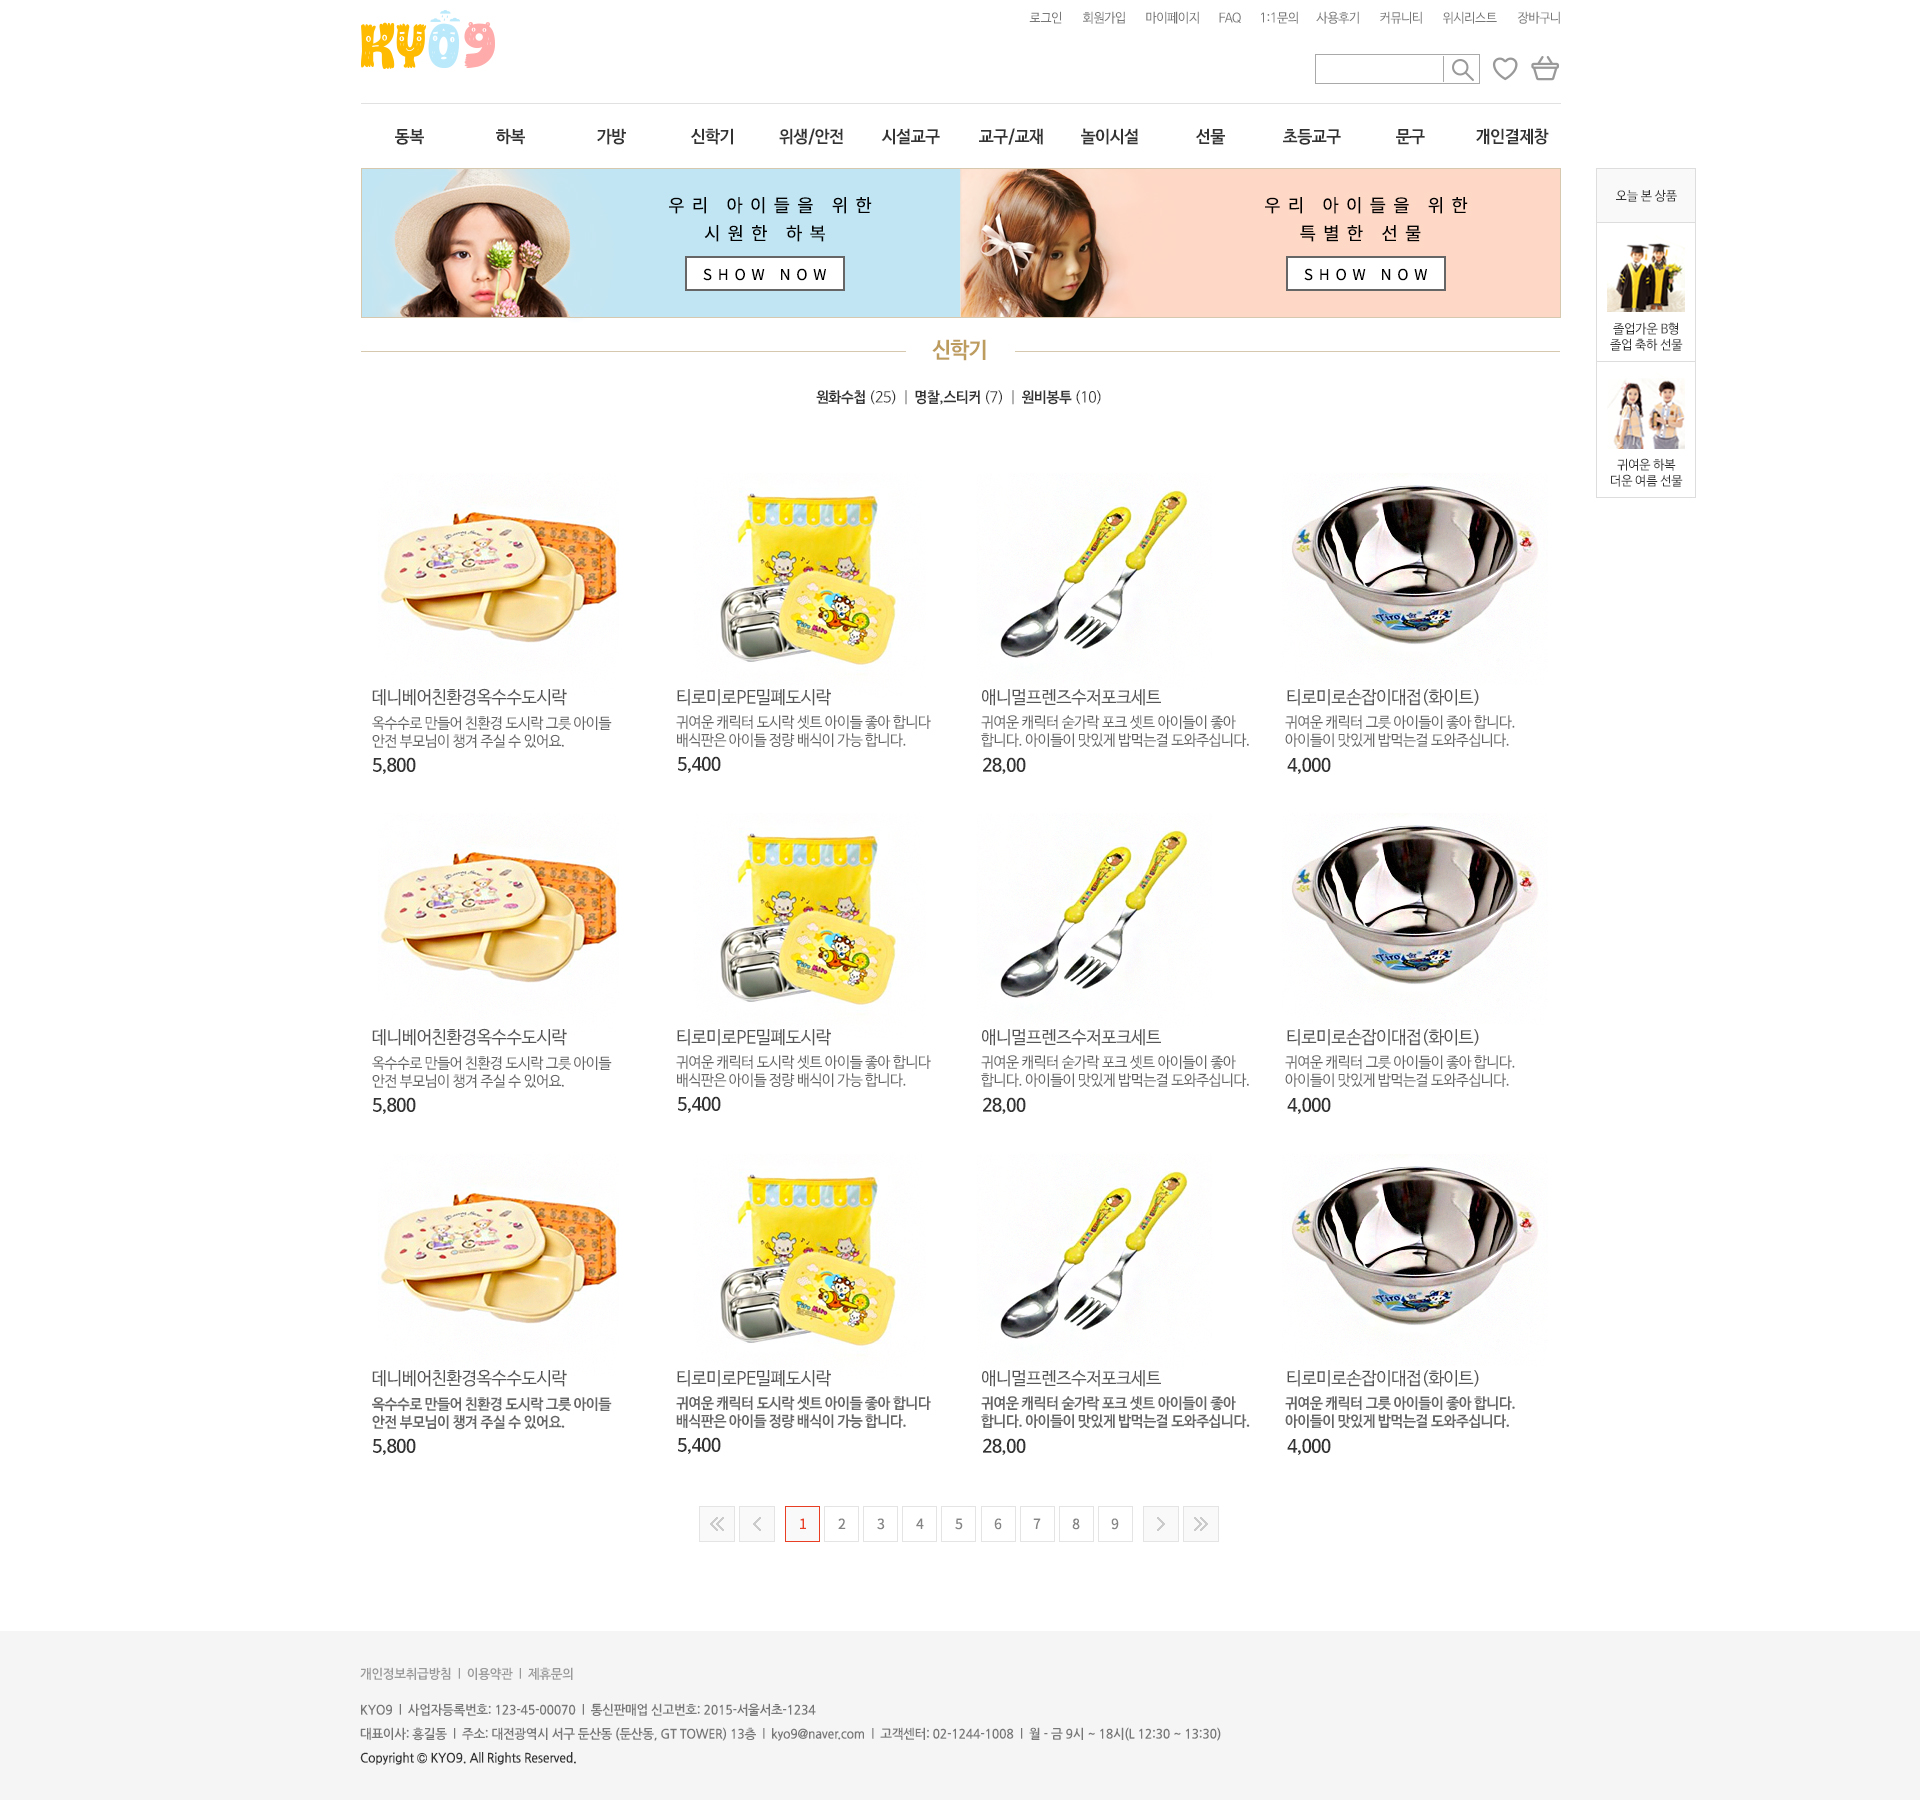 KYO9
로그인 회원가입 마이페이지 FAQ 1:1문의 사용후기 커뮤니티 위시리스트 장바구니
동복 하복 가방 신학기 위생/안전 시설교구 교구/교재 놀이시설 선물 초등교구 문구 개인결제창
우리 아이들을 위한
시원한 하복
SHOW NOW
우리 아이들을 위한
특별한 선물
SHOW NOW
오늘 본 상품
졸업가운 B형
졸업 축하 선물
귀여운 하복
더운 여름 선물
신학기
원화수첩 (25) | 명찰,스티커 (7) | 원비봉투 (10)
데니베어친환경옥수수도시락
옥수수로 만들어 친환경 도시락 그릇 아이들
안전 부모님이 챙겨 주실 수 있어요.
5,800
티로미로PE밀폐도시락
귀여운 캐릭터 도시락 셋트 아이들 좋아 합니다
배식판은 아이들 정량 배식이 가능 합니다.
5,400
애니멀프렌즈수저포크세트
귀여운 캐릭터 숟가락 포크 셋트 아이들이 좋아
합니다. 아이들이 맛있게 밥먹는걸 도와주십니다.
28,00
Tiro
티로미로손잡이대접(화이트)
귀여운 캐릭터 그릇 아이들이 좋아 합니다.
아이들이 맛있게 밥먹는걸 도와주십니다.
4,000
데니베어친환경옥수수도시락
옥수수로 만들어 친환경 도시락 그릇 아이들
안전 부모님이 챙겨 주실 수 있어요.
5,800
티로미로PE밀폐도시락
귀여운 캐릭터 도시락 셋트 아이들 좋아 합니다
배식판은 아이들 정량 배식이 가능 합니다.
5,400
애니멀프렌즈수저포크세트
귀여운 캐릭터 숟가락 포크 셋트 아이들이 좋아
합니다. 아이들이 맛있게 밥먹는걸 도와주십니다.
28,00
Tiro
티로미로손잡이대접(화이트)
귀여운 캐릭터 그릇 아이들이 좋아 합니다.
아이들이 맛있게 밥먹는걸 도와주십니다.
4,000
데니베어친환경옥수수도시락
옥수수로 만들어 친환경 도시락 그릇 아이들
안전 부모님이 챙겨 주실 수 있어요.
5,800
티로미로PE밀폐도시락
귀여운 캐릭터 도시락 셋트 아이들 좋아 합니다
배식판은 아이들 정량 배식이 가능 합니다.
5,400
애니멀프렌즈수저포크세트
귀여운 캐릭터 숟가락 포크 셋트 아이들이 좋아
합니다. 아이들이 맛있게 밥먹는걸 도와주십니다.
28,00
Tiro
티로미로손잡이대접(화이트)
귀여운 캐릭터 그릇 아이들이 좋아 합니다.
아이들이 맛있게 밥먹는걸 도와주십니다.
4,000
1 2 3 4 5 6 7 8 9
개인정보취급방침 | 이용약관 | 제휴문의
KYO9 | 사업자등록번호: 123-45-00070 | 통신판매업 신고번호: 2015-서울서초-1234
대표이사: 홍길동 | 주소: 대전광역시 서구 둔산동 (둔산동, GT TOWER) 13층 | kyo9@naver.com | 고객센터: 02-1244-1008 | 월 - 금 9시 ~ 18시(L 12:30 ~ 13:30)
Copyright © KYO9. All Rights Reserved.